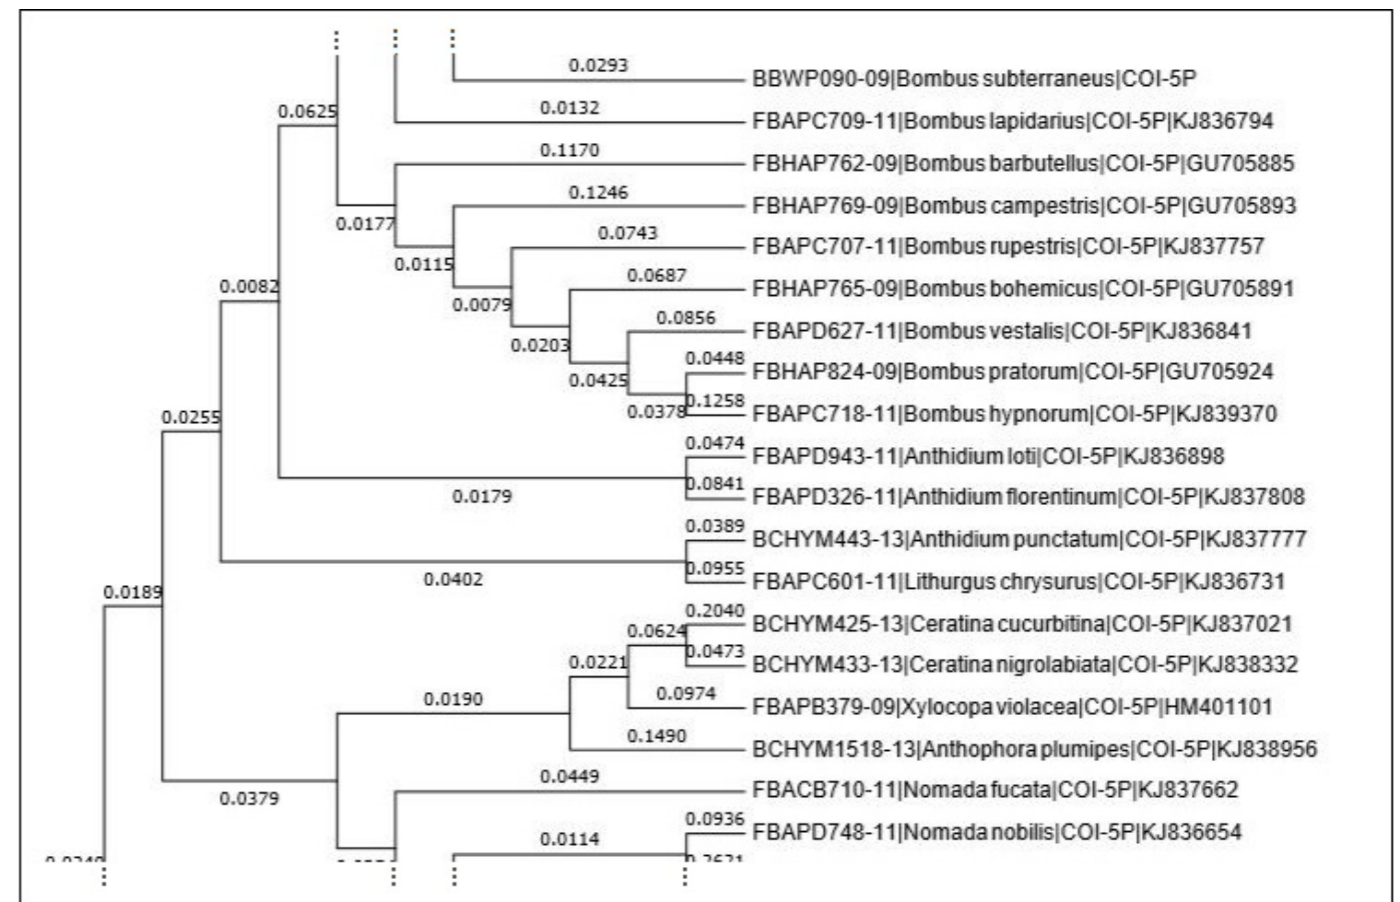 0.0293
BBWP090-09|Bombus subterraneus|COI-5P
0.0625
0.0132
FBAPC709-11|Bombus lapidarius|COI-5P|KJ836794
0.1170
FBHAP762-09|Bombus barbutellus|COI-5P|GU705885
0.0177
0.1246
FBHAP769-09|Bombus campestris|COI-5P|GU705893
0.0115
0.0743
FBAPC707-11|Bombus rupestris|COI-5P|KJ837757
0.0082
0.0079
0.0687
FBHAP765-09|Bombus bohemicus|COI-5P|GU705891
0.0203
0.0856
FBAPD627-11|Bombus vestalis|COI-5P|KJ836841
0.0425
0.0448
FBHAP824-09|Bombus pratorum|COI-5P|GU705924
0.0378
0.1258
FBAPC718-11|Bombus hypnorum|COI-5P|KJ839370
0.0255
0.0474
FBAPD943-11|Anthidium loti|COI-5P|KJ836898
0.0179
0.0841
FBAPD326-11|Anthidium florentinum|COI-5P|KJ837808
0.0389
BCHYM443-13|Anthidium punctatum|COI-5P|KJ837777
0.0402
0.0955
FBAPC601-11|Lithurgus chrysurus|COI-5P|KJ836731
0.0189
0.2040
BCHYM425-13|Ceratina cucurbitina|COI-5P|KJ837021
0.0624
0.0473
BCHYM433-13|Ceratina nigrolabiata|COI-5P|KJ838332
0.0221
0.0974
FBAPB379-09|Xylocopa violacea|COI-5P|HM401101
0.0190
0.1490
BCHYM1518-13|Anthophora plumipes|COI-5P|KJ838956
0.0379
0.0449
FBACB710-11|Nomada fucata|COI-5P|KJ837662
0.0936
FBAPD748-11|Nomada nobilis|COI-5P|KJ836654
0.0114